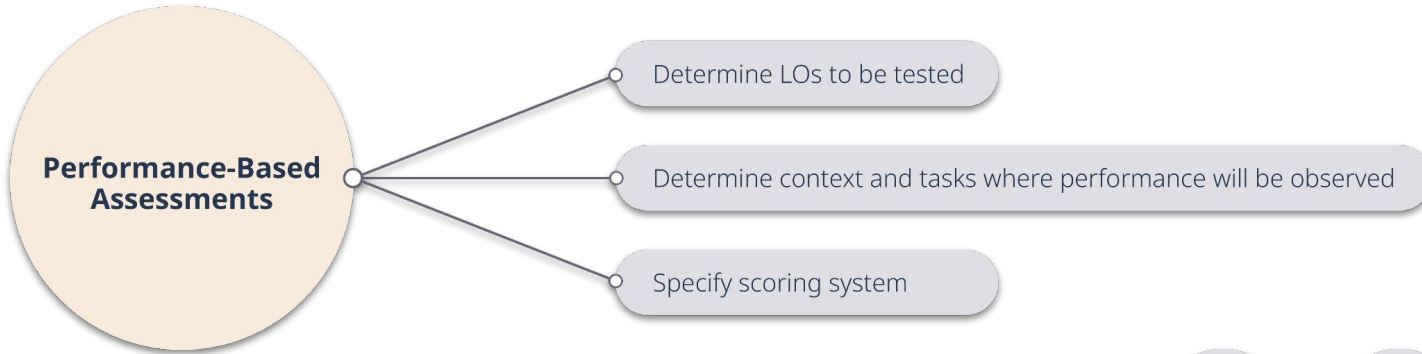 Performance-Based
Assessments
Determine LOs to be tested
Determine context and tasks where performance will be observed
Specify scoring system